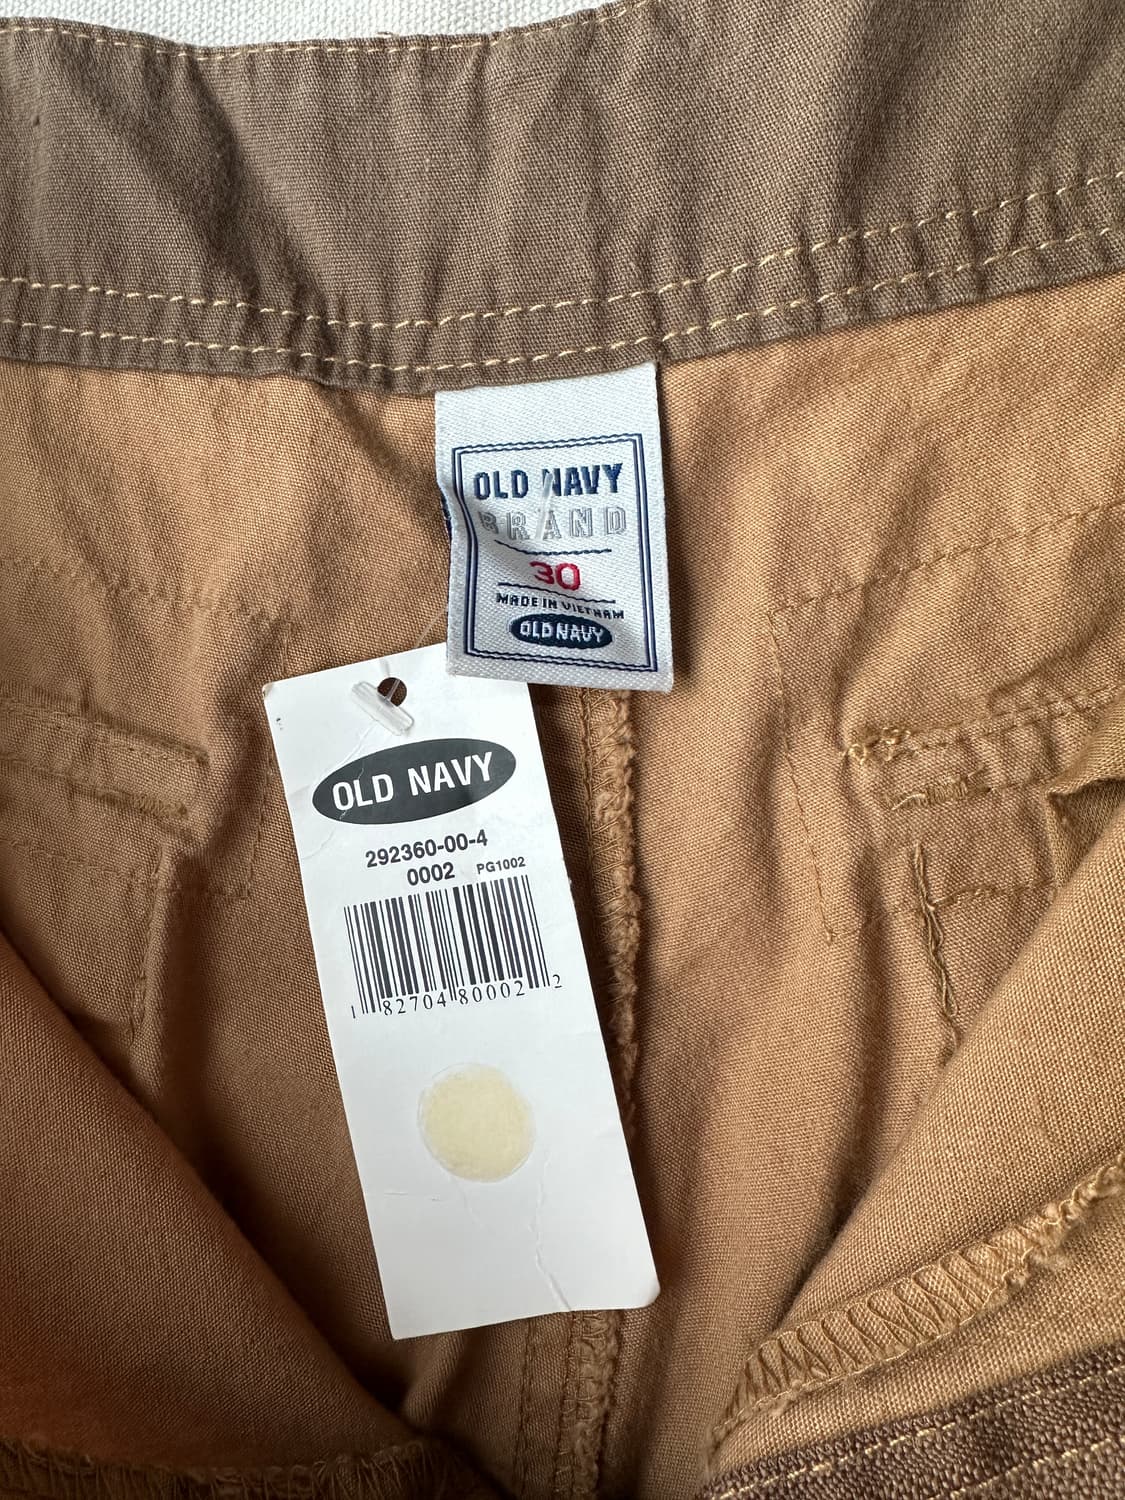 OLD NAVY
BRAND
30
MADE IN VIETNAM
OLD NAVY
OLD NAVY
292360-00-4
0002 PG1002
1 82704 80002 2